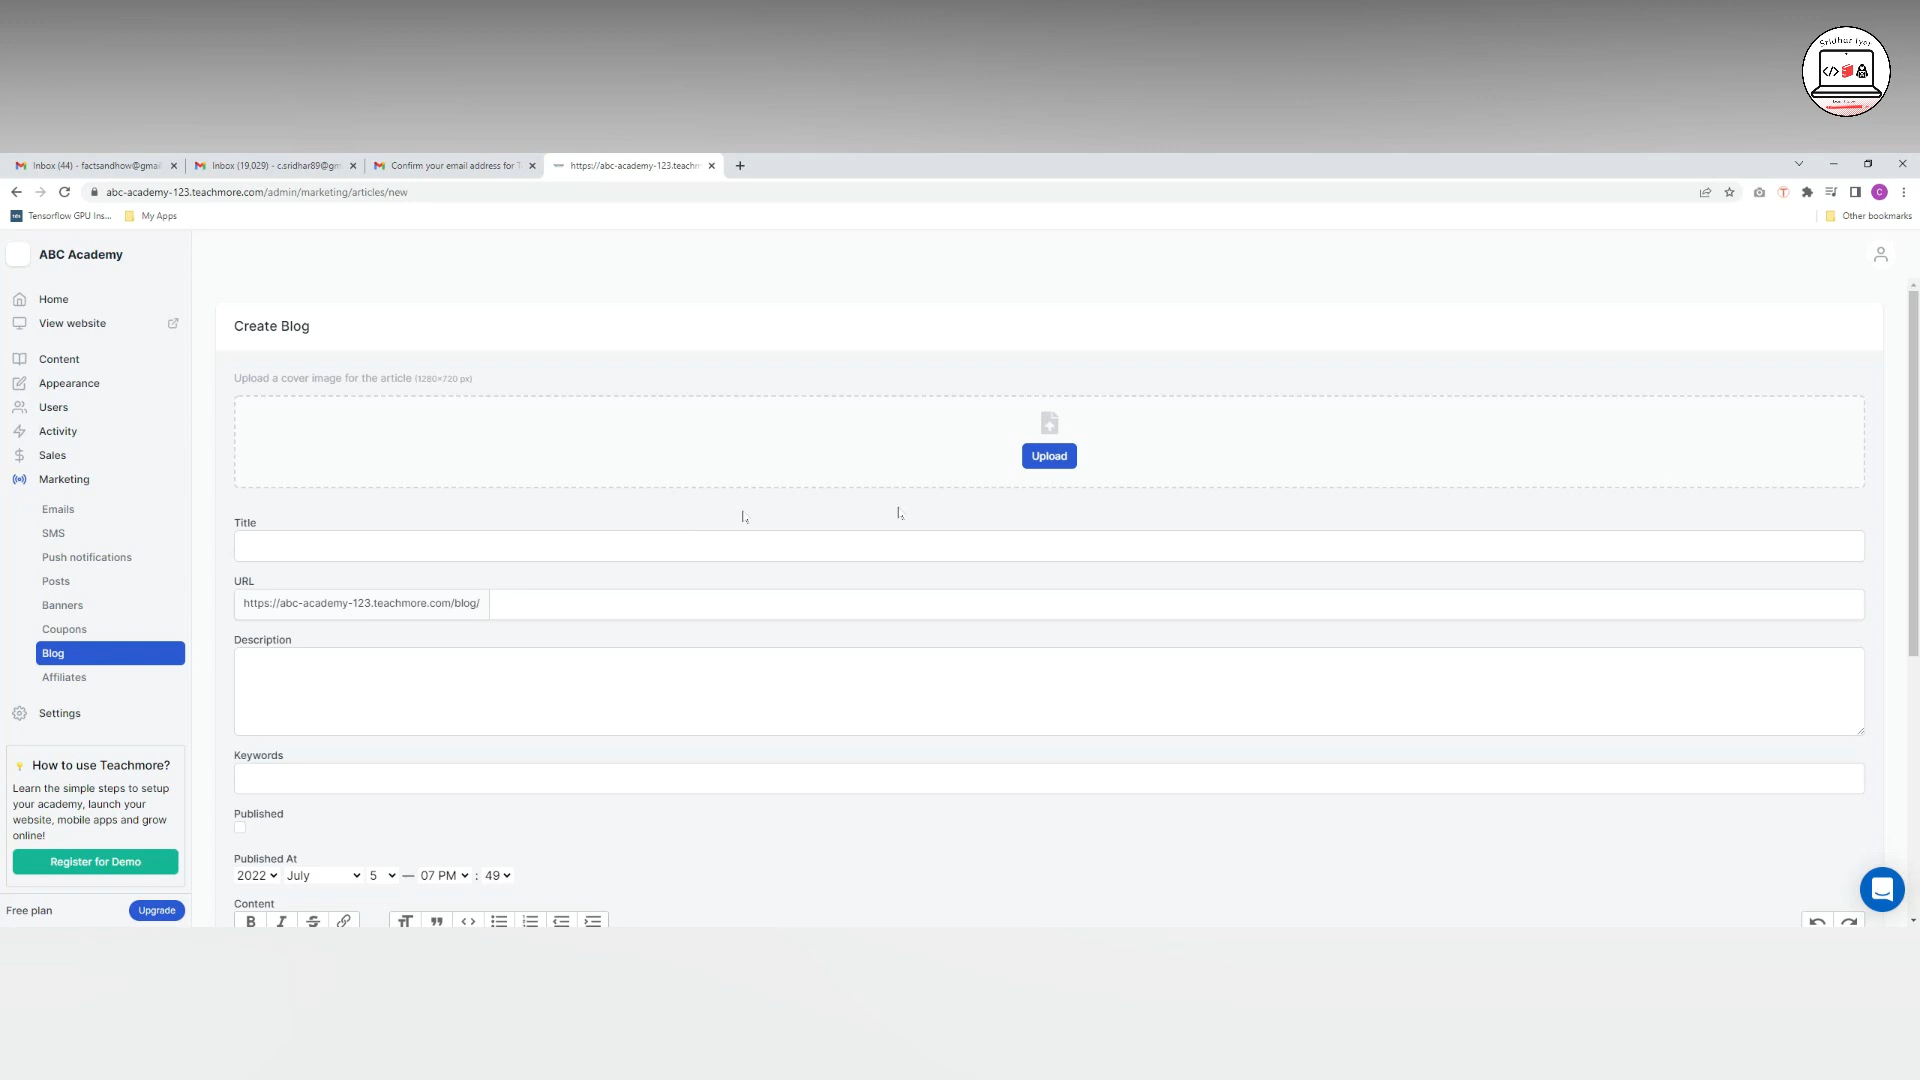 Sridhar Iyer
Inbox (44) - factsandhow@gmai
Inbox (19,029) - c.sridhar89@gm
Confirm your email address for T
https://abc-academy-123.teachm
abc-academy-123.teachmore.com/admin/marketing/articles/new
C
Tensorflow GPU Ins...
My Apps
Other bookmarks
ABC Academy
Home
View website
Content
Appearance
Users
Activity
Sales
Marketing
Emails
SMS
Push notifications
Posts
Banners
Coupons
Blog
Affiliates
Settings
How to use Teachmore?
Learn the simple steps to setup
your academy, launch your
website, mobile apps and grow
online!
Register for Demo
Free plan
Upgrade
Create Blog
Upload a cover image for the article (1280×720 px)
Upload
Title
URL
https://abc-academy-123.teachmore.com/blog/
Description
Keywords
Published
Published At
2022 July 5 — 07 PM : 49
Content